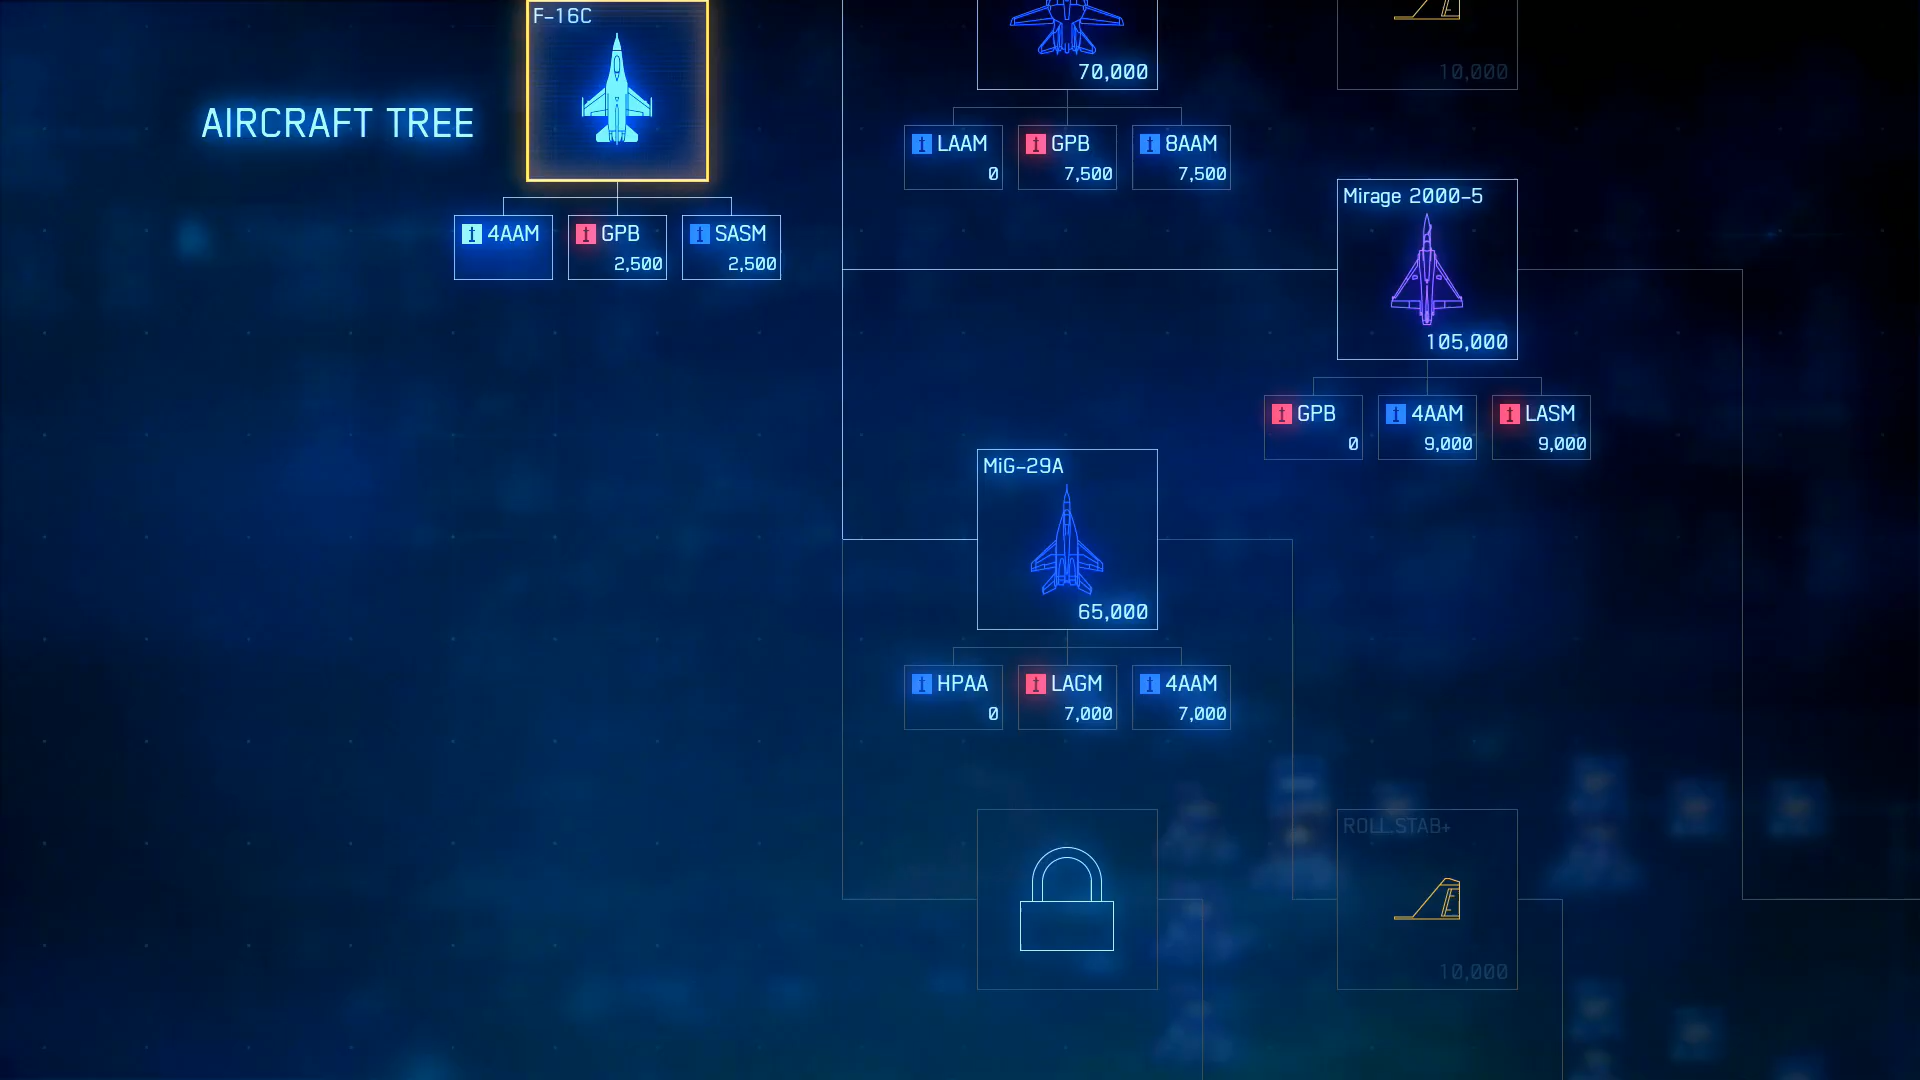 F-16C
AIRCRAFT TREE
4AAM
GPB
2,500
SASM
2,500
70,000
LAAM
0
GPB
7,500
8AAM
7,500
10,000
Mirage 2000-5
105,000
GPB
0
4AAM
9,000
LASM
9,000
MiG-29A
65,000
HPAA
0
LAGM
7,000
4AAM
7,000
ROLL STAB+
10,000